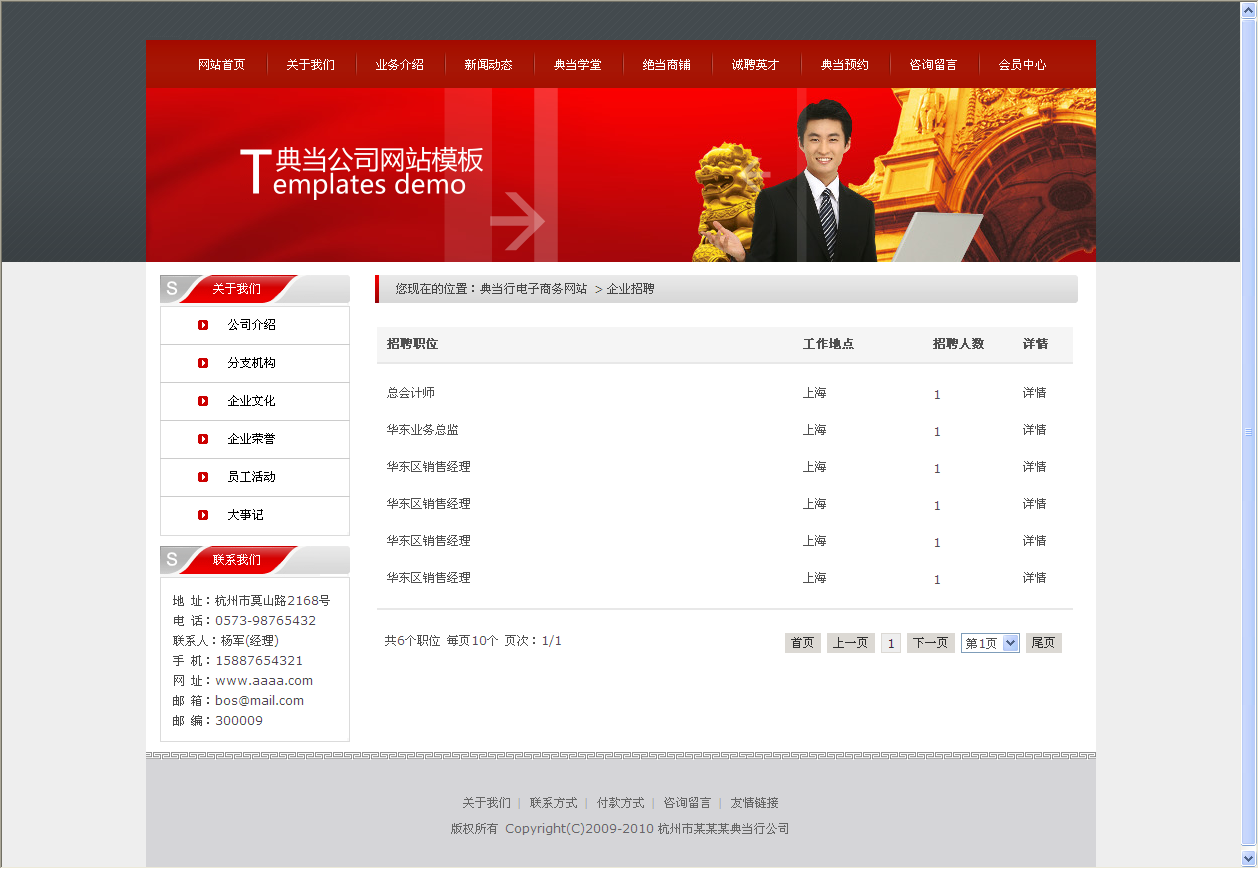 网站首页 关于我们 业务介绍 新闻动态 典当学堂 绝当商铺 诚聘英才 典当预约 咨询留言 会员中心
典当公司网站模板
Templates demo
S 关于我们
公司介绍
分支机构
企业文化
企业荣誉
员工活动
大事记
S 联系我们
地 址：杭州市莫山路2168号
电 话：0573-98765432
联系人：杨军(经理)
手 机：15887654321
网 址：www.aaaa.com
邮 箱：bos@mail.com
邮 编：300009
您现在的位置：典当行电子商务网站 > 企业招聘
招聘职位 工作地点 招聘人数 详情
总会计师 上海 1 详情
华东业务总监 上海 1 详情
华东区销售经理 上海 1 详情
华东区销售经理 上海 1 详情
华东区销售经理 上海 1 详情
华东区销售经理 上海 1 详情
共6个职位 每页10个 页次：1/1 首页 上一页 1 下一页 第1页 尾页
关于我们 | 联系方式 | 付款方式 | 咨询留言 | 友情链接
版权所有 Copyright(C)2009-2010 杭州市某某某典当行公司